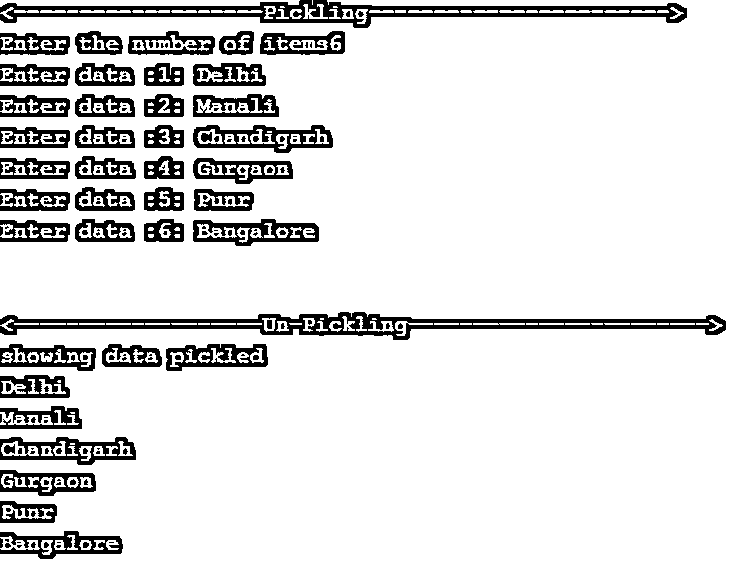 <--------------------Pickling------------------------>
Enter the number of items6
Enter data :1: Delhi
Enter data :2: Manali
Enter data :3: Chandigarh
Enter data :4: Gurgaon
Enter data :5: Punr
Enter data :6: Bangalore
<--------------------Un-Pickling------------------------>
showing data pickled
Delhi
Manali
Chandigarh
Gurgaon
Punr
Bangalore